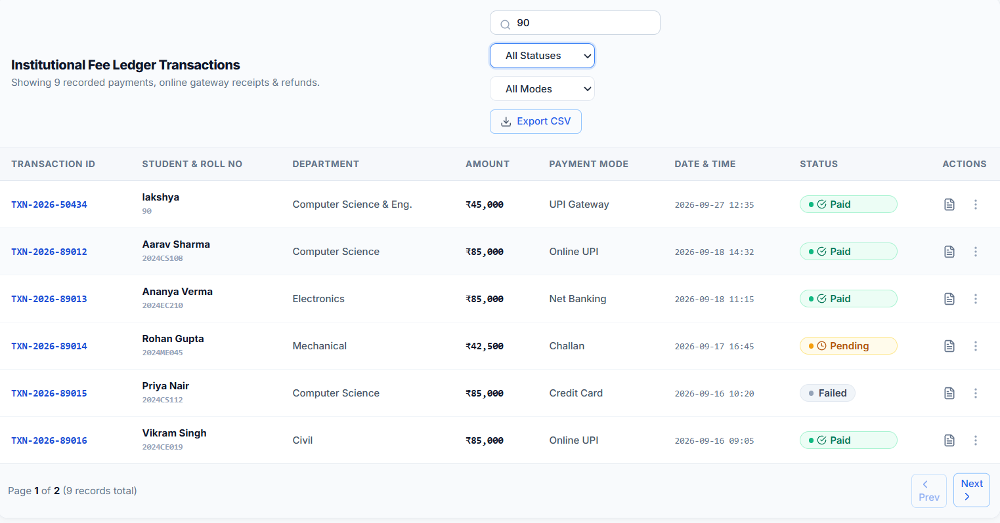 90
All Statuses
Institutional Fee Ledger Transactions
Showing 9 recorded payments, online gateway receipts & refunds.
All Modes
Export CSV
TRANSACTION ID STUDENT & ROLL NO DEPARTMENT AMOUNT PAYMENT MODE DATE & TIME STATUS ACTIONS
TXN-2026-50434 lakshya Computer Science & Eng. ₹45,000 UPI Gateway 2026-09-27 12:35 Paid
90
TXN-2026-89012 Aarav Sharma Computer Science ₹85,000 Online UPI 2026-09-18 14:32 Paid
2024CS108
TXN-2026-89013 Ananya Verma Electronics ₹85,000 Net Banking 2026-09-18 11:15 Paid
2024EC210
TXN-2026-89014 Rohan Gupta Mechanical ₹42,500 Challan 2026-09-17 16:45 Pending
2024ME045
TXN-2026-89015 Priya Nair Computer Science ₹85,000 Credit Card 2026-09-16 10:20 Failed
2024CS112
TXN-2026-89016 Vikram Singh Civil ₹85,000 Online UPI 2026-09-16 09:05 Paid
2024CE019
Page 1 of 2 (9 records total)
Prev
Next